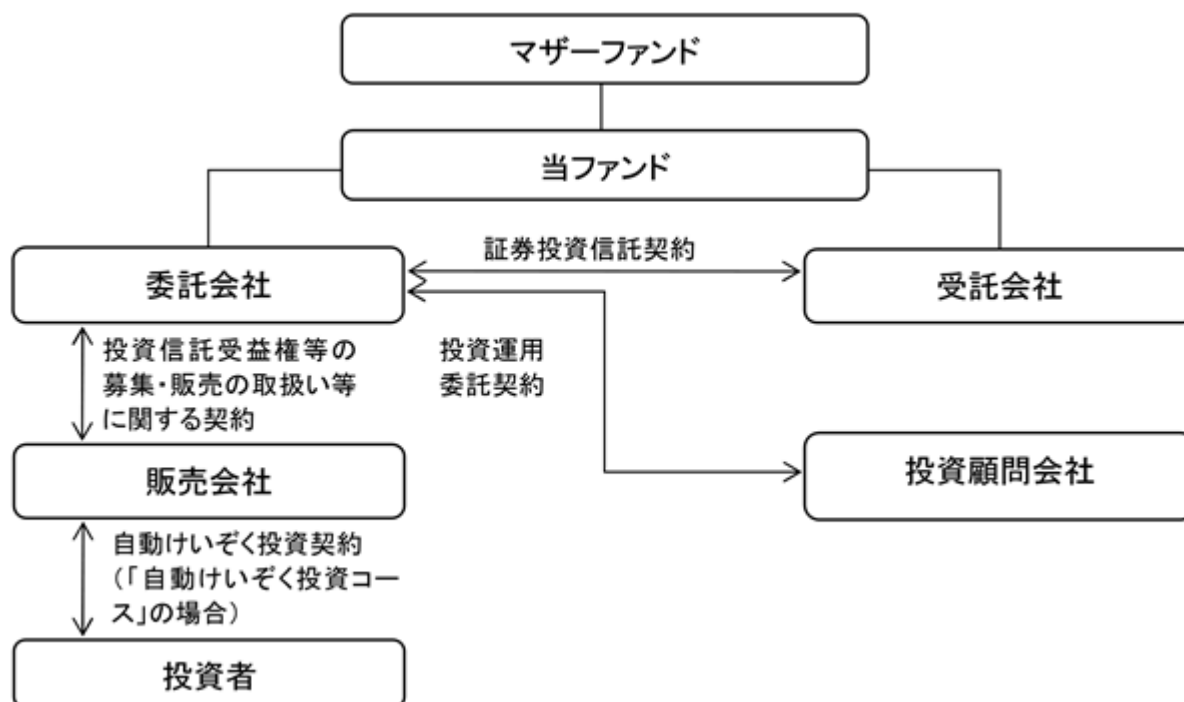 マザーファンド
当ファンド
証券投資信託契約
委託会社
受託会社
投資信託受益権等の
募集・販売の取扱い等
に関する契約
投資運用
委託契約
販売会社
投資顧問会社
自動けいぞく投資契約
（「自動けいぞく投資コー
ス」の場合）
投資者